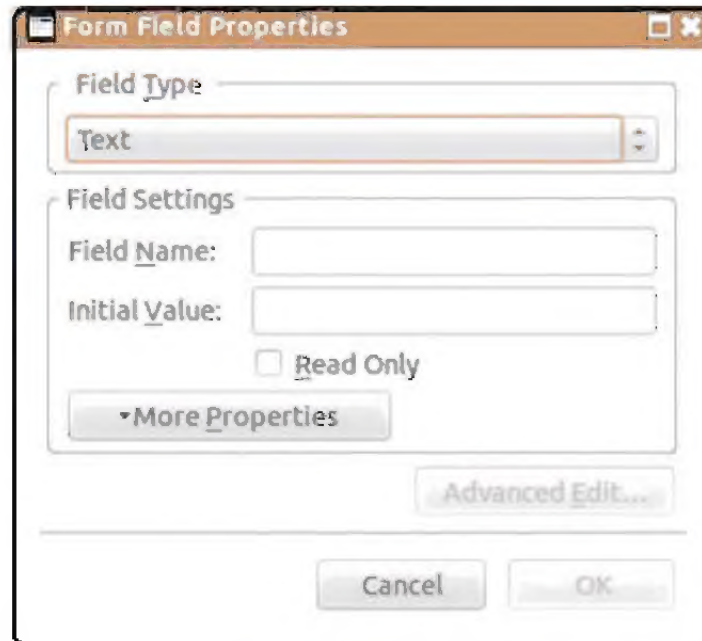 Form Field Properties
Field Type
Text
Field Settings
Field Name:
Initial Value:
Read Only
More Properties
Advanced Edit...
Cancel OK